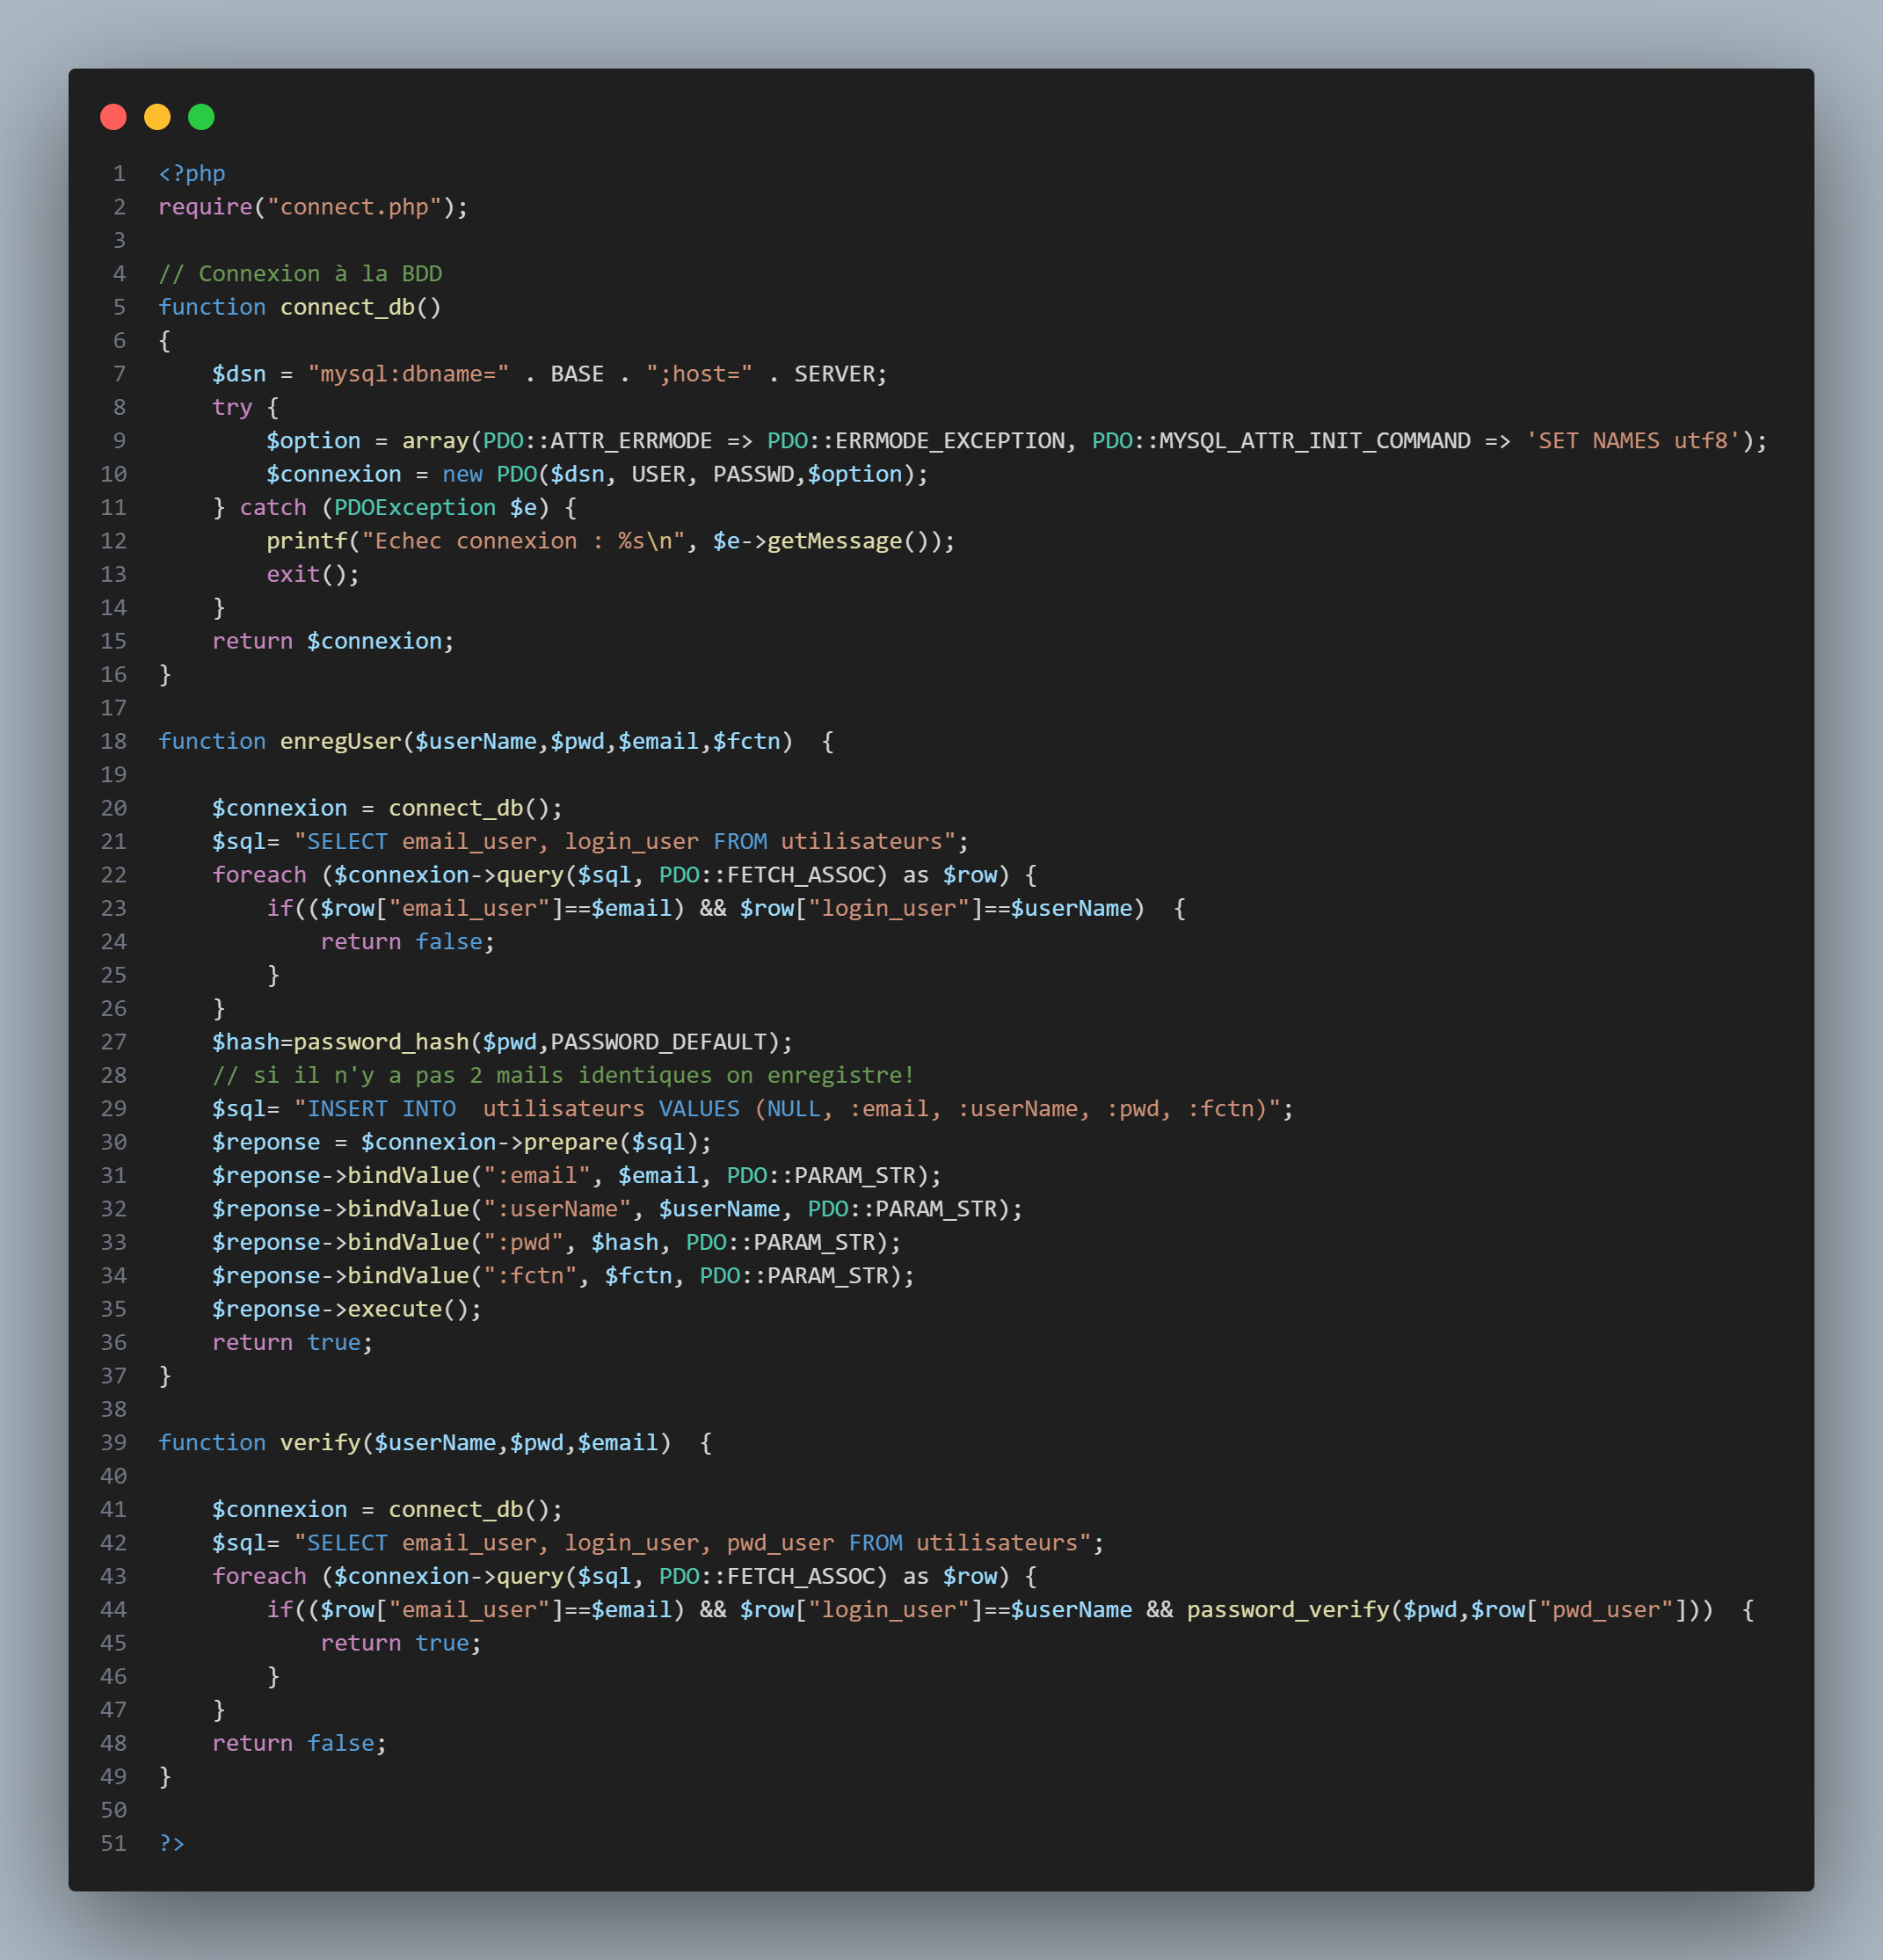 1 <?php
2 require("connect.php");
3
4 // Connexion à la BDD
5 function connect_db()
6 {
7     $dsn = "mysql:dbname=" . BASE . ";host=" . SERVER;
8     try {
9         $option = array(PDO::ATTR_ERRMODE => PDO::ERRMODE_EXCEPTION, PDO::MYSQL_ATTR_INIT_COMMAND => 'SET NAMES utf8');
10         $connexion = new PDO($dsn, USER, PASSWD,$option);
11     } catch (PDOException $e) {
12         printf("Echec connexion : %s\n", $e->getMessage());
13         exit();
14     }
15     return $connexion;
16 }
17
18 function enregUser($userName,$pwd,$email,$fctn)  {
19
20     $connexion = connect_db();
21     $sql= "SELECT email_user, login_user FROM utilisateurs";
22     foreach ($connexion->query($sql, PDO::FETCH_ASSOC) as $row) {
23         if(($row["email_user"]==$email) && $row["login_user"]==$userName)  {
24             return false;
25         }
26     }
27     $hash=password_hash($pwd,PASSWORD_DEFAULT);
28     // si il n'y a pas 2 mails identiques on enregistre!
29     $sql= "INSERT INTO  utilisateurs VALUES (NULL, :email, :userName, :pwd, :fctn)";
30     $reponse = $connexion->prepare($sql);
31     $reponse->bindValue(":email", $email, PDO::PARAM_STR);
32     $reponse->bindValue(":userName", $userName, PDO::PARAM_STR);
33     $reponse->bindValue(":pwd", $hash, PDO::PARAM_STR);
34     $reponse->bindValue(":fctn", $fctn, PDO::PARAM_STR);
35     $reponse->execute();
36     return true;
37 }
38
39 function verify($userName,$pwd,$email)  {
40
41     $connexion = connect_db();
42     $sql= "SELECT email_user, login_user, pwd_user FROM utilisateurs";
43     foreach ($connexion->query($sql, PDO::FETCH_ASSOC) as $row) {
44         if(($row["email_user"]==$email) && $row["login_user"]==$userName && password_verify($pwd,$row["pwd_user"]))  {
45             return true;
46         }
47     }
48     return false;
49 }
50
51 ?>